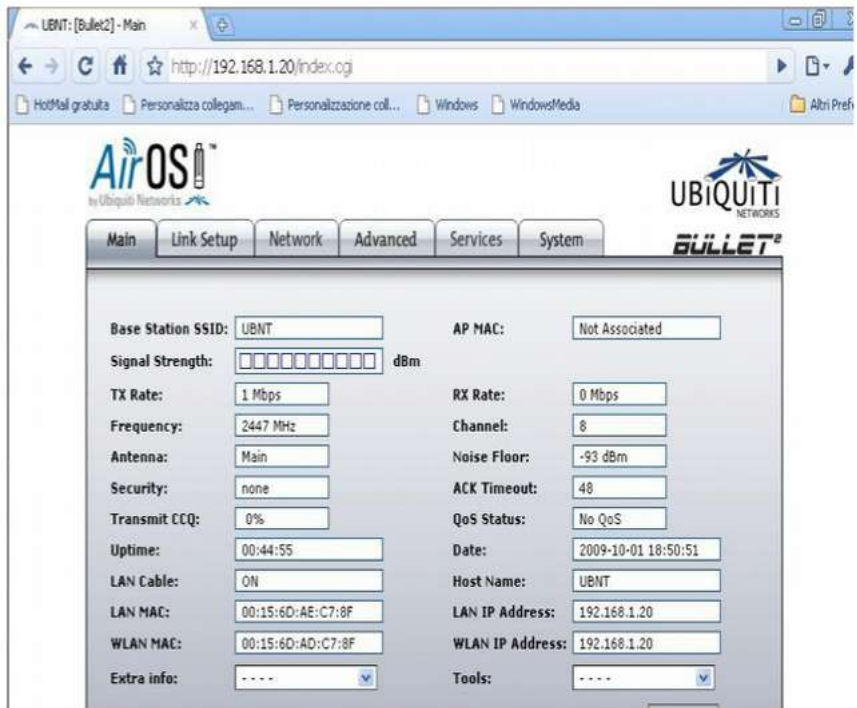 UBNT: [Bullet2] - Main
http://192.168.1.20/index.cgi
HotMail gratuita Personalizza collegam... Personalizzazione coll... Windows WindowsMedia Altri Pref
AirOS™
by Ubiquiti Networks
UBiQUiTi
NETWORKS
BULLET²
Main Link Setup Network Advanced Services System
Base Station SSID: UBNT AP MAC: Not Associated
Signal Strength: dBm
TX Rate: 1 Mbps RX Rate: 0 Mbps
Frequency: 2447 MHz Channel: 8
Antenna: Main Noise Floor: -93 dBm
Security: none ACK Timeout: 48
Transmit CCQ: 0% QoS Status: No QoS
Uptime: 00:44:55 Date: 2009-10-01 18:50:51
LAN Cable: ON Host Name: UBNT
LAN MAC: 00:15:6D:AE:C7:8F LAN IP Address: 192.168.1.20
WLAN MAC: 00:15:6D:AD:C7:8F WLAN IP Address: 192.168.1.20
Extra info: - - - - Tools: - - - -